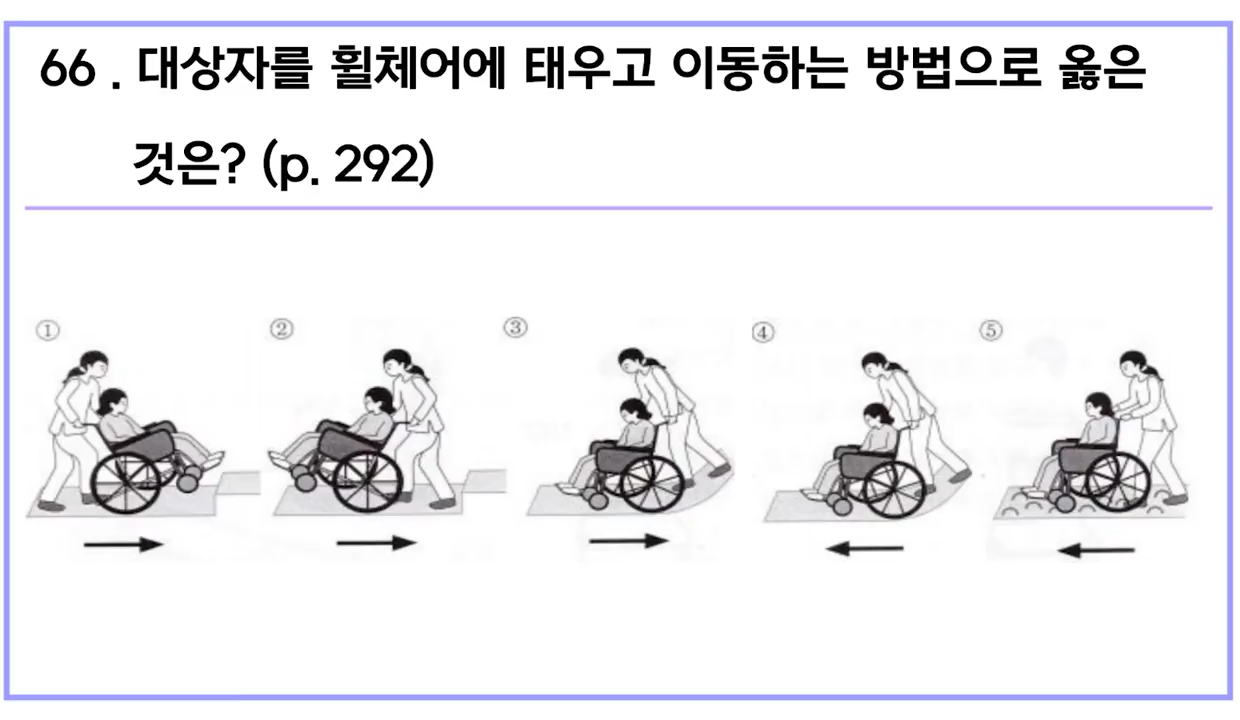 66 . 대상자를 휠체어에 태우고 이동하는 방법으로 옳은
것은? (p. 292)
① ② ③ ④ ⑤